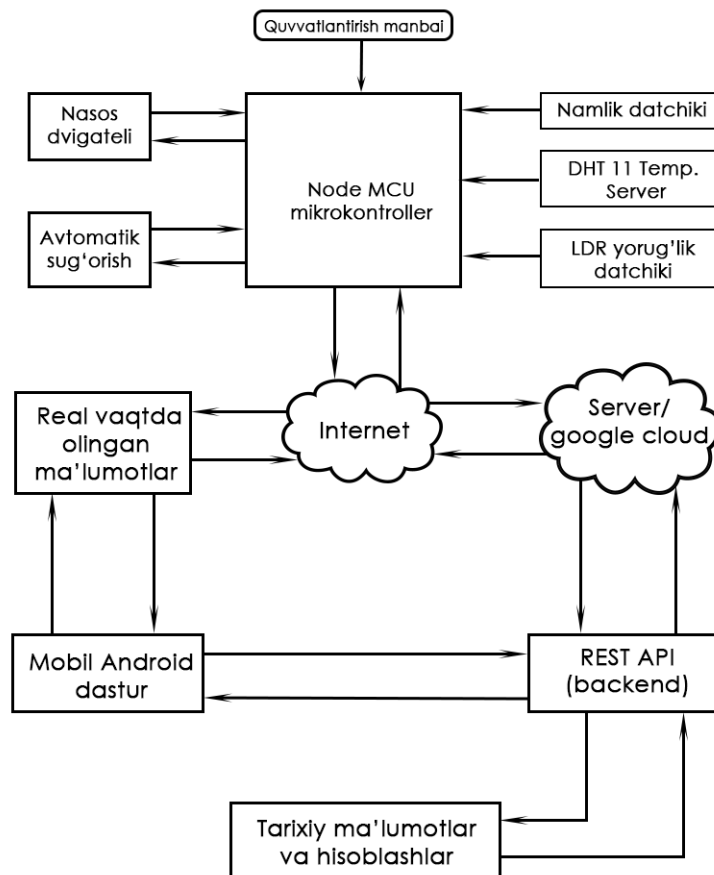 Quvvatlantirish manbai
Nasos
dvigateli
Namlik datchiki
Node MCU
mikrokontroller
DHT 11 Temp.
Server
Avtomatik
sug‘orish
LDR yorug’lik
datchiki
Real vaqtda
olingan
ma’lumotlar
Internet
Server/
google cloud
Mobil Android
dastur
REST API
(backend)
Tarixiy ma’lumotlar
va hisoblashlar